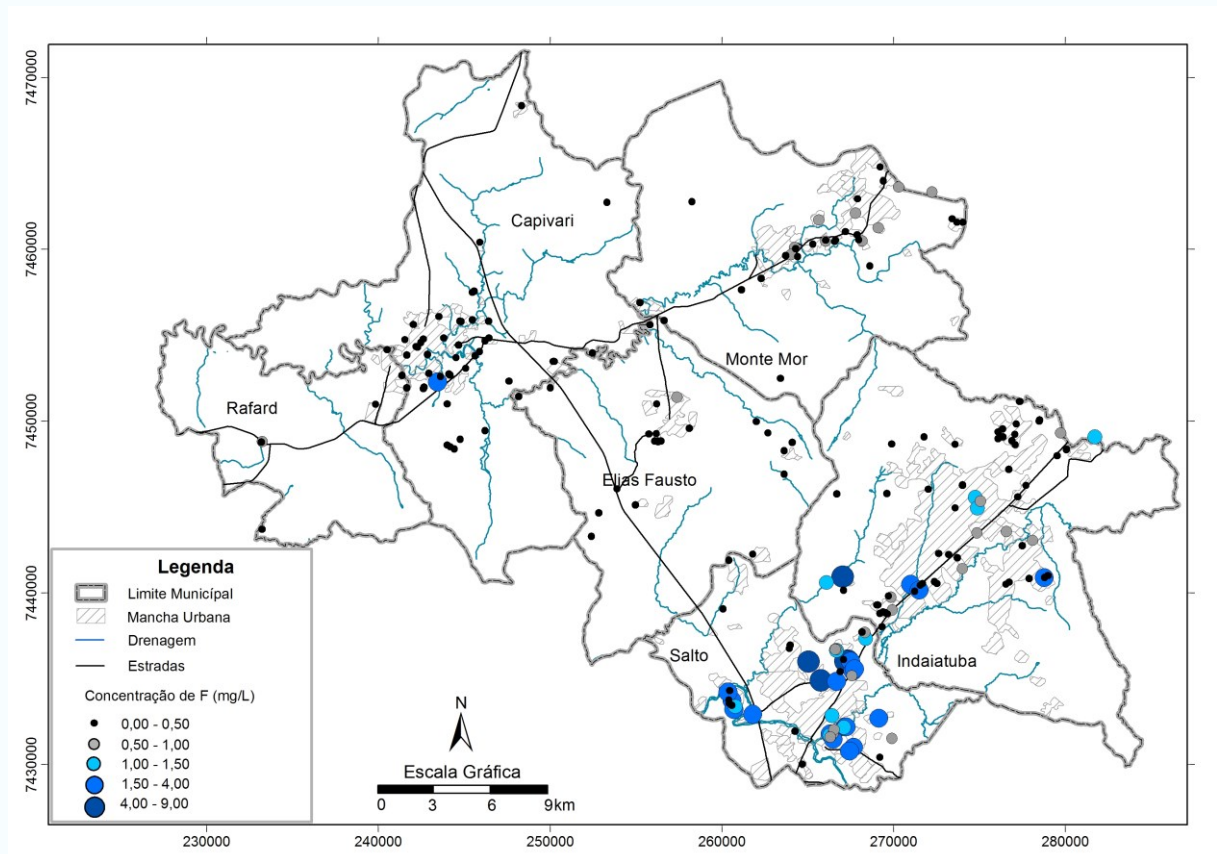 7470000
7460000
7450000
7440000
7430000
Capivari
Monte Mor
Rafard
Elias Fausto
Salto
Indaiatuba
Legenda
Limite Municípal
Mancha Urbana
Drenagem
Estradas
Concentração de F (mg/L)
0,00 - 0,50
0,50 - 1,00
1,00 - 1,50
1,50 - 4,00
4,00 - 9,00
N
Escala Gráfica
0 3 6 9km
230000 240000 250000 260000 270000 280000